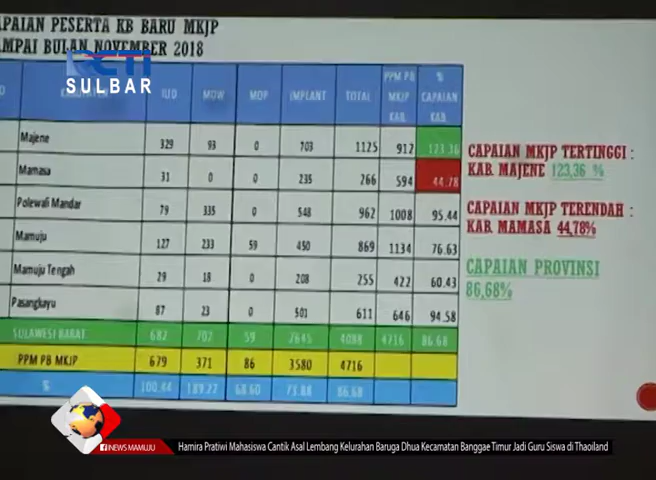 APAIAN PESERTA KB BARU MKJP
AMPAI BULAN NOVEMBER 2018
RCTI
SULBAR
KABUPATEN IUD MOW MOP IMPLANT TOTAL PPM PB MKJP KAB. % CAPAIAN KAB
Majene 329 93 0 703 1125 912 123.36
Mamasa 31 0 0 235 266 594 44.78
Polewali Mandar 79 335 0 548 962 1008 95.44
Mamuju 127 233 59 450 869 1134 76.63
Mamuju Tengah 29 18 0 208 255 422 60.43
Pasangkayu 87 23 0 501 611 646 94.58
SULAWESI BARAT 682 702 59 2645 4088 4716 86.68
PPM PB MKJP 679 371 86 3580 4716
% 100.44 189.22 68.60 73.88 86.68
CAPAIAN MKJP TERTINGGI :
KAB MAJENE 123,36 %
CAPAIAN MKJP TERENDAH :
KAB MAMASA 44,78%
CAPAIAN PROVINSI
86,68%
INEWS MAMUJU
Hamira Pratiwi Mahasiswa Cantik Asal Lembang Kelurahan Baruga Dhua Kecamatan Banggae Timur Jadi Guru Siswa di Thaoiland